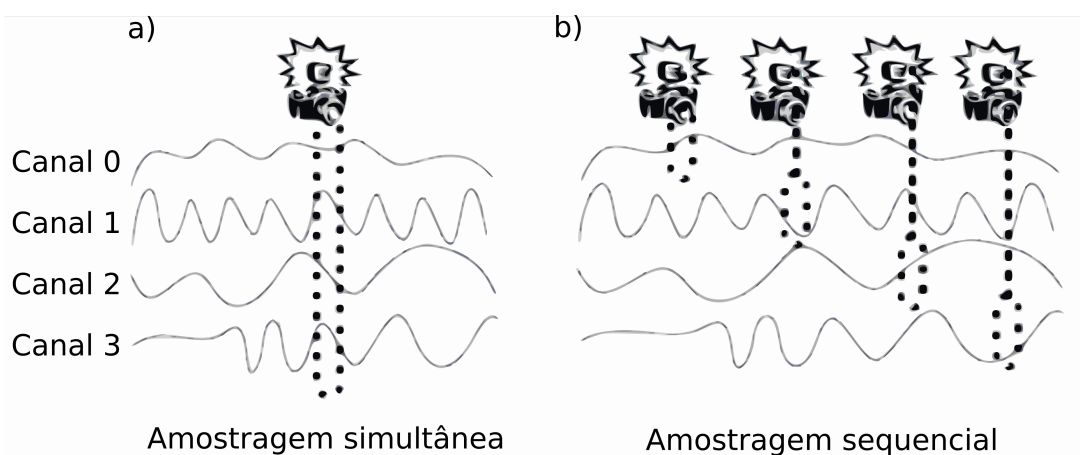 a)
b)
Canal 0
Canal 1
Canal 2
Canal 3
Amostragem simultânea
Amostragem sequencial